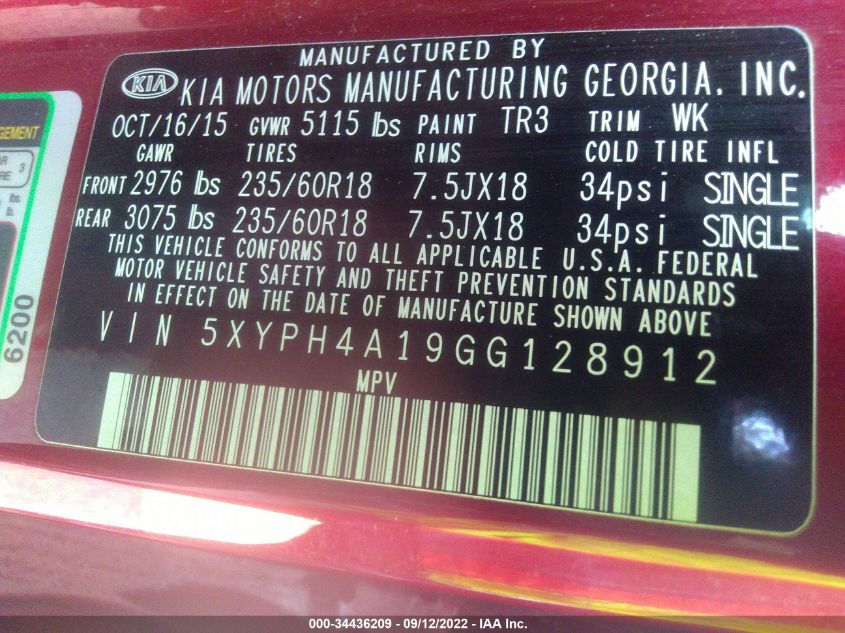 MANUFACTURED BY
KIA KIA MOTORS MANUFACTURING GEORGIA. INC.
OCT/16/15 GVWR 5115 lbs PAINT TR3 TRIM WK
GAWR TIRES RIMS COLD TIRE INFL
FRONT 2976 lbs 235/60R18 7.5JX18 34psi SINGLE
REAR 3075 lbs 235/60R18 7.5JX18 34psi SINGLE
THIS VEHICLE CONFORMS TO ALL APPLICABLE U.S.A. FEDERAL
MOTOR VEHICLE SAFETY AND THEFT PREVENTION STANDARDS
IN EFFECT ON THE DATE OF MANUFACTURE SHOWN ABOVE.
VIN 5XYPH4A19GG128912
MPV
6200
000-34436209 - 09/12/2022 - IAA Inc.